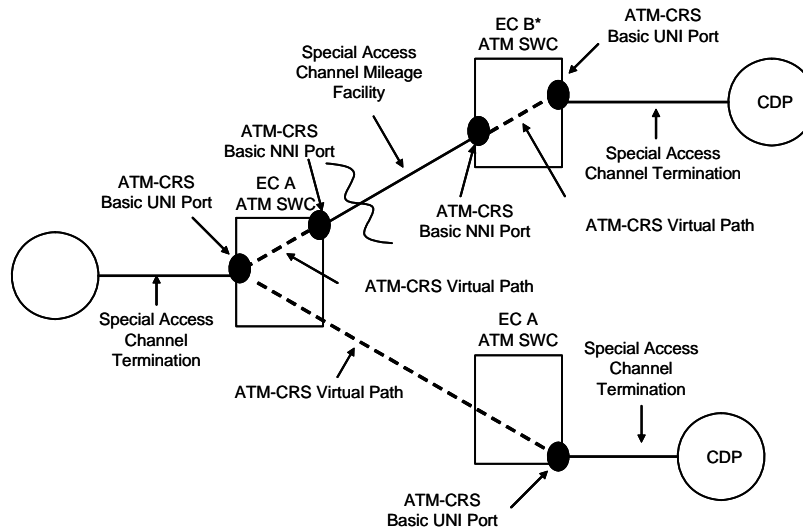 EC B*
ATM SWC
ATM-CRS
Basic UNI Port
Special Access
Channel Mileage
Facility
CDP
ATM-CRS
Basic NNI Port
Special Access
Channel Termination
ATM-CRS
Basic UNI Port
EC A
ATM SWC
ATM-CRS
Basic NNI Port
ATM-CRS Virtual Path
ATM-CRS Virtual Path
Special Access
Channel
Termination
EC A
ATM SWC
Special Access
Channel
Termination
ATM-CRS Virtual Path
CDP
ATM-CRS
Basic UNI Port